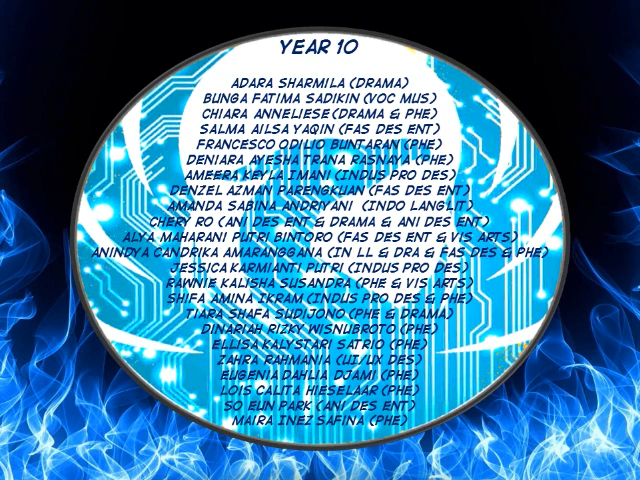 YEAR 10
ADARA SHARMILA (DRAMA)
BUNGA FATIMA SADIKIN (VOC MUS)
CHIARA ANNELIESE (DRAMA & PHE)
SALMA AILSA YAQIN (FAS DES ENT)
FRANCESCO ODILIO BUNTARAN (PHE)
DENIARA AYESHA TRANA RASNAYA (PHE)
AMEERA KEYLA IMANI (INDUS PRO DES)
DENZEL AZMAN PARENGKUAN (FAS DES ENT)
AMANDA SABINA ANDRIYANI (INDO LANG LIT)
CHERY RO (ANI DES ENT & DRAMA & ANI DES ENT)
ALYA MAHARANI PUTRI BINTORO (FAS DES ENT & VIS ARTS)
ANINDYA CANDRIKA AMARANGGANA (IN LL & DRA & FAS DES & PHE)
JESSICA KARMIANTI PUTRI (INDUS PRO DES)
RAWNIE KALISHA SUSANDRA (PHE & VIS ARTS)
SHIFA AMINA IKRAM (INDUS PRO DES & PHE)
TIARA SHAFA SUDIJONO (PHE & DRAMA)
DINARIAH RIZKY WISNUBROTO (PHE)
ELLISA KALYSTARI SATRIO (PHE)
ZAHRA RAHMANIA (UI/UX DES)
EUGENIA DAHLIA DJAMI (PHE)
LOIS CALITA HIESELAAR (PHE)
SO EUN PARK (ANI DES ENT)
MAIRA INEZ SAFINA (PHE)